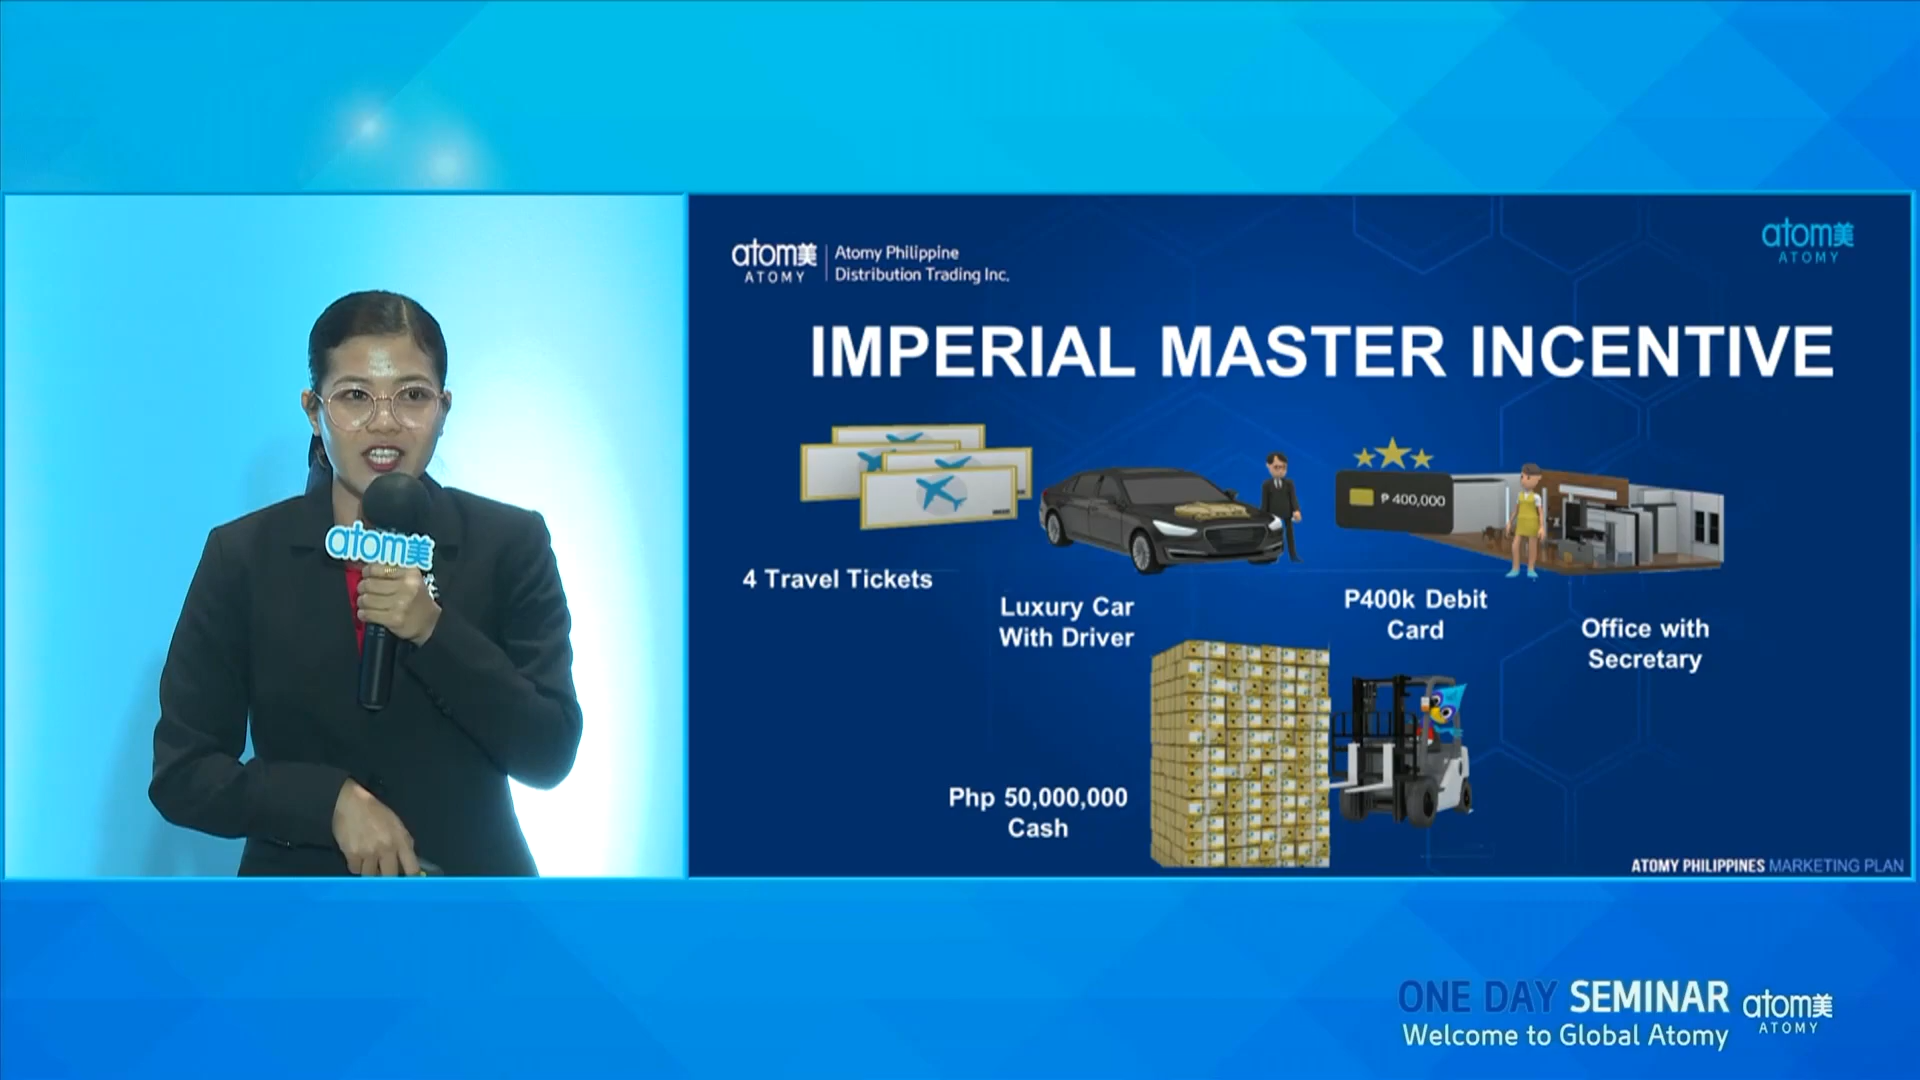 atom美
ATOMY
Atomy Philippine
Distribution Trading Inc.
atom美
ATOMY
IMPERIAL MASTER INCENTIVE
₱ 400,000
4 Travel Tickets
Luxury Car
With Driver
P400k Debit
Card
Office with
Secretary
Php 50,000,000
Cash
atom美
ATOMY PHILIPPINES MARKETING PLAN
ONE DAY SEMINAR
Welcome to Global Atomy
atom美
ATOMY